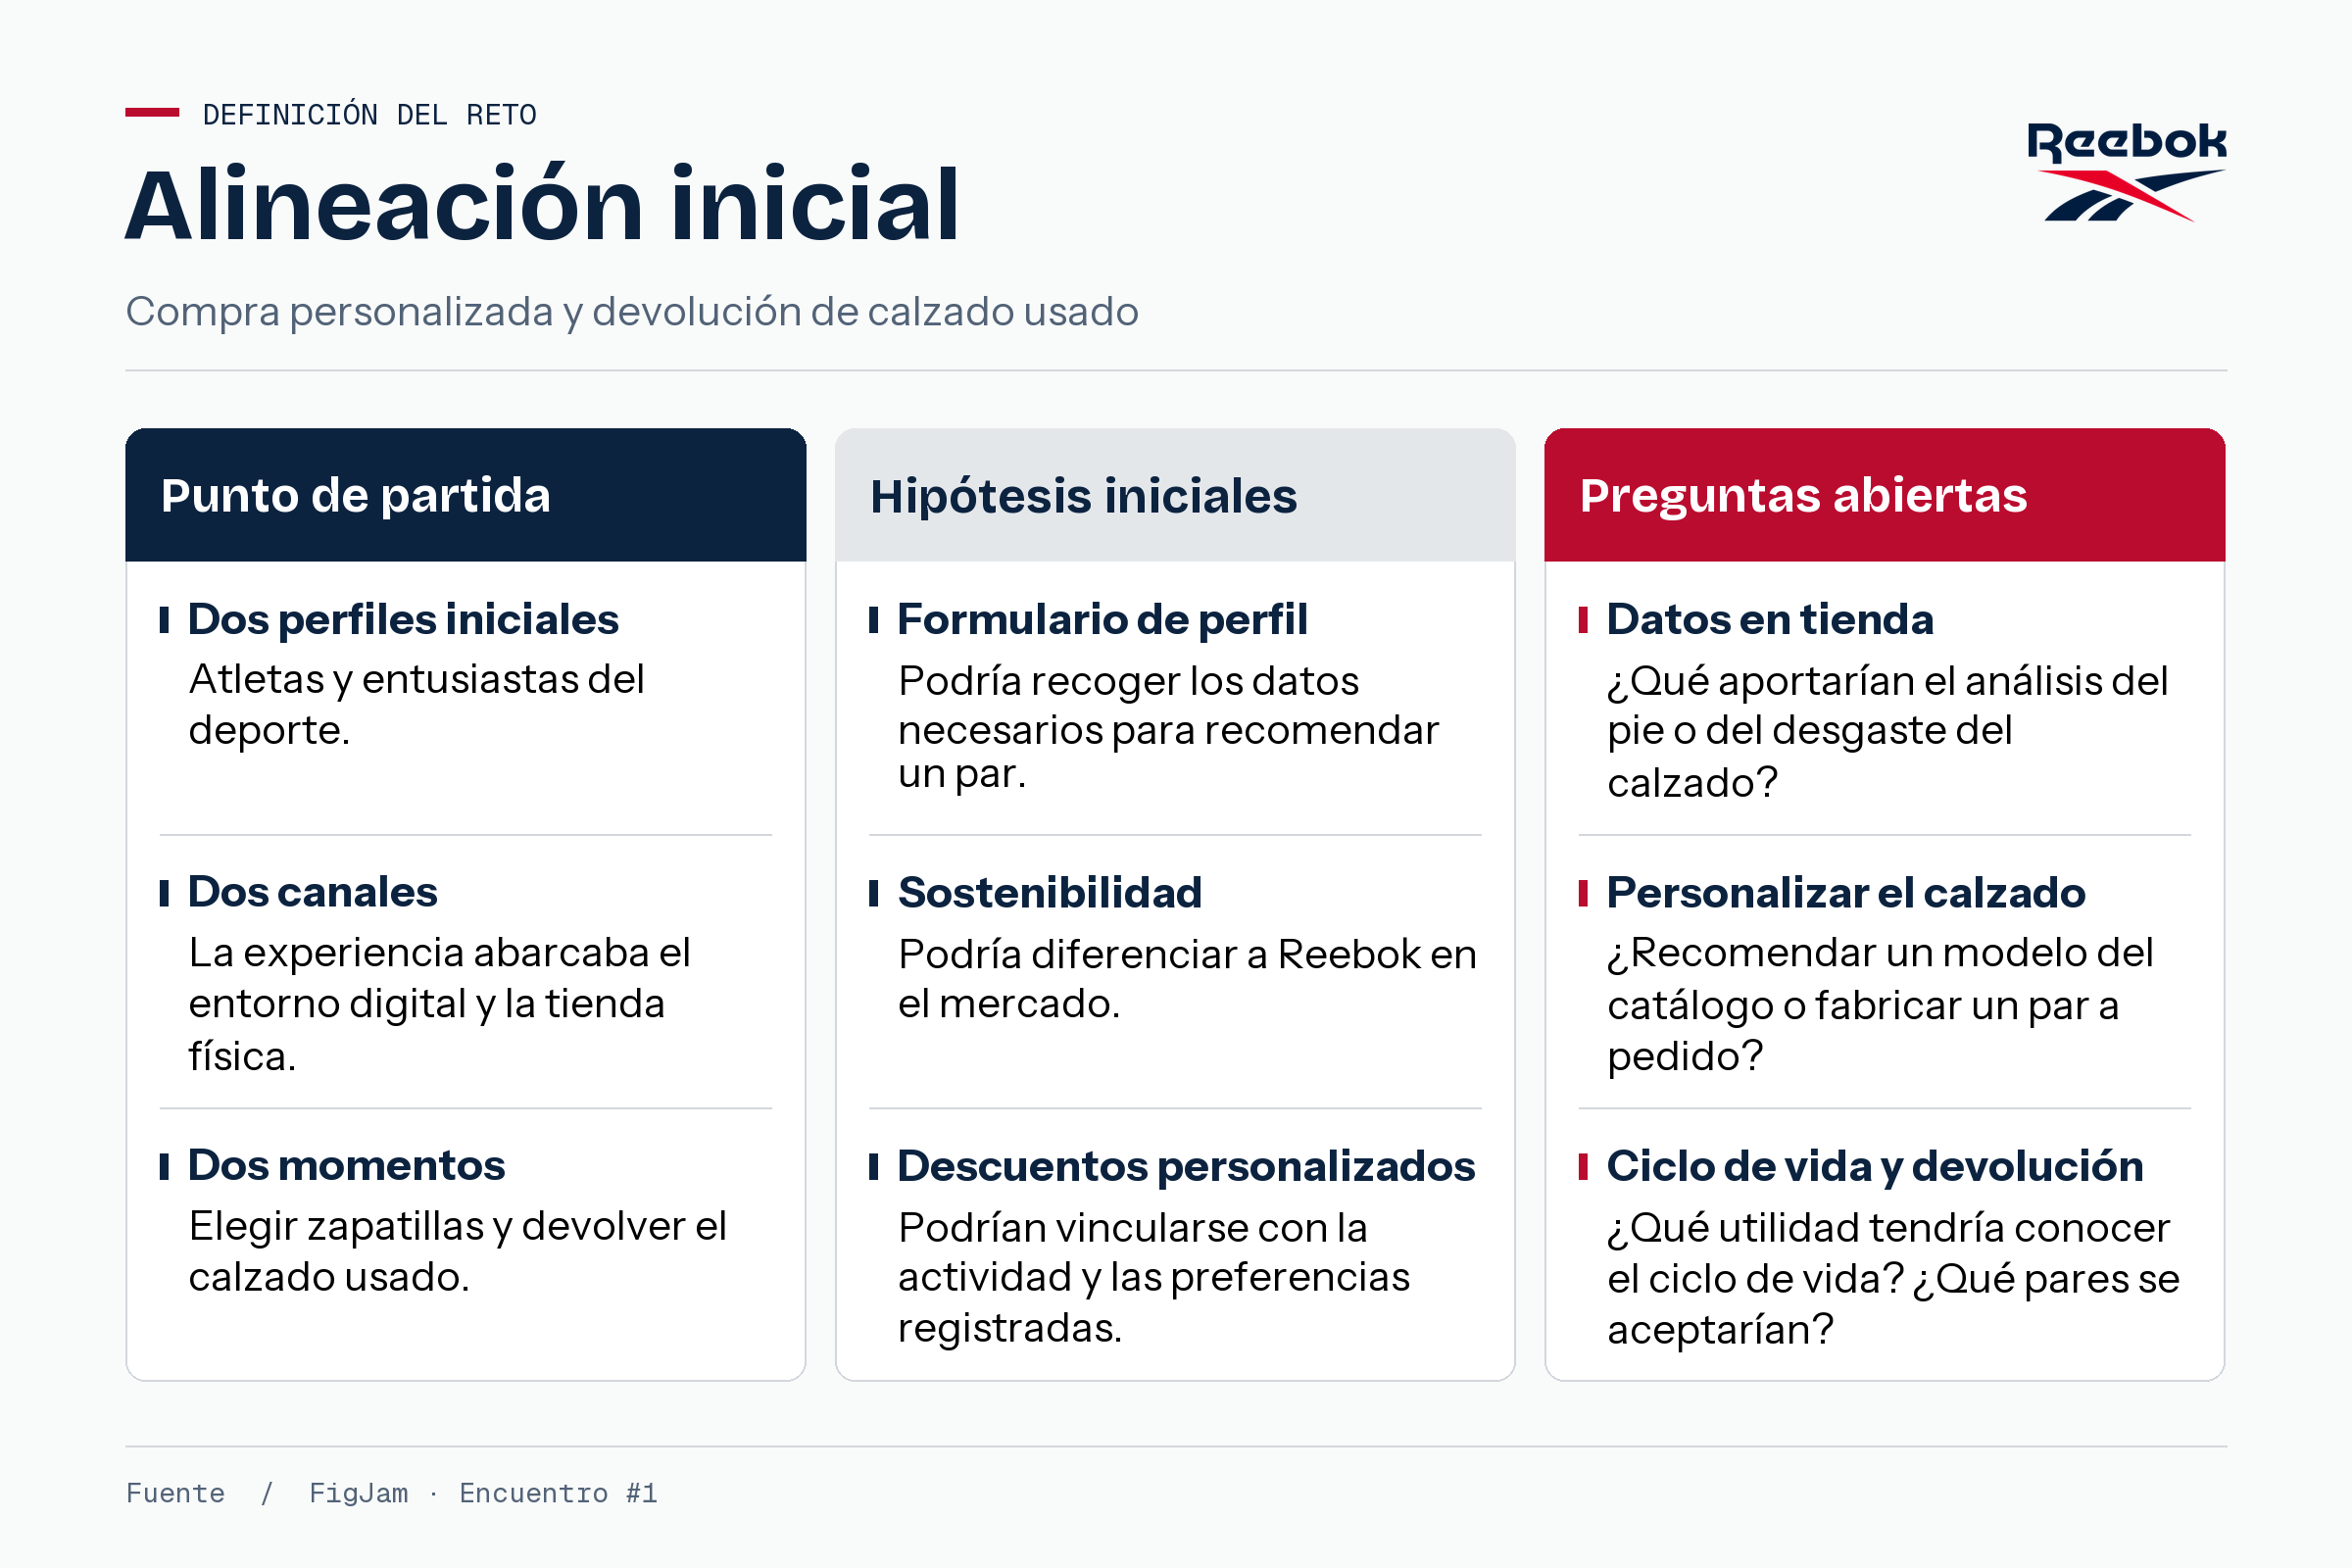 DEFINICIÓN DEL RETO
Alineación inicial
Compra personalizada y devolución de calzado usado
Reebok
Punto de partida
Dos perfiles iniciales
Atletas y entusiastas del
deporte.
Dos canales
La experiencia abarcaba el
entorno digital y la tienda
física.
Dos momentos
Elegir zapatillas y devolver el
calzado usado.
Hipótesis iniciales
Formulario de perfil
Podría recoger los datos
necesarios para recomendar
un par.
Sostenibilidad
Podría diferenciar a Reebok en
el mercado.
Descuentos personalizados
Podrían vincularse con la
actividad y las preferencias
registradas.
Preguntas abiertas
Datos en tienda
¿Qué aportarían el análisis del
pie o del desgaste del
calzado?
Personalizar el calzado
¿Recomendar un modelo del
catálogo o fabricar un par a
pedido?
Ciclo de vida y devolución
¿Qué utilidad tendría conocer
el ciclo de vida? ¿Qué pares se
aceptarían?
Fuente / FigJam · Encuentro #1